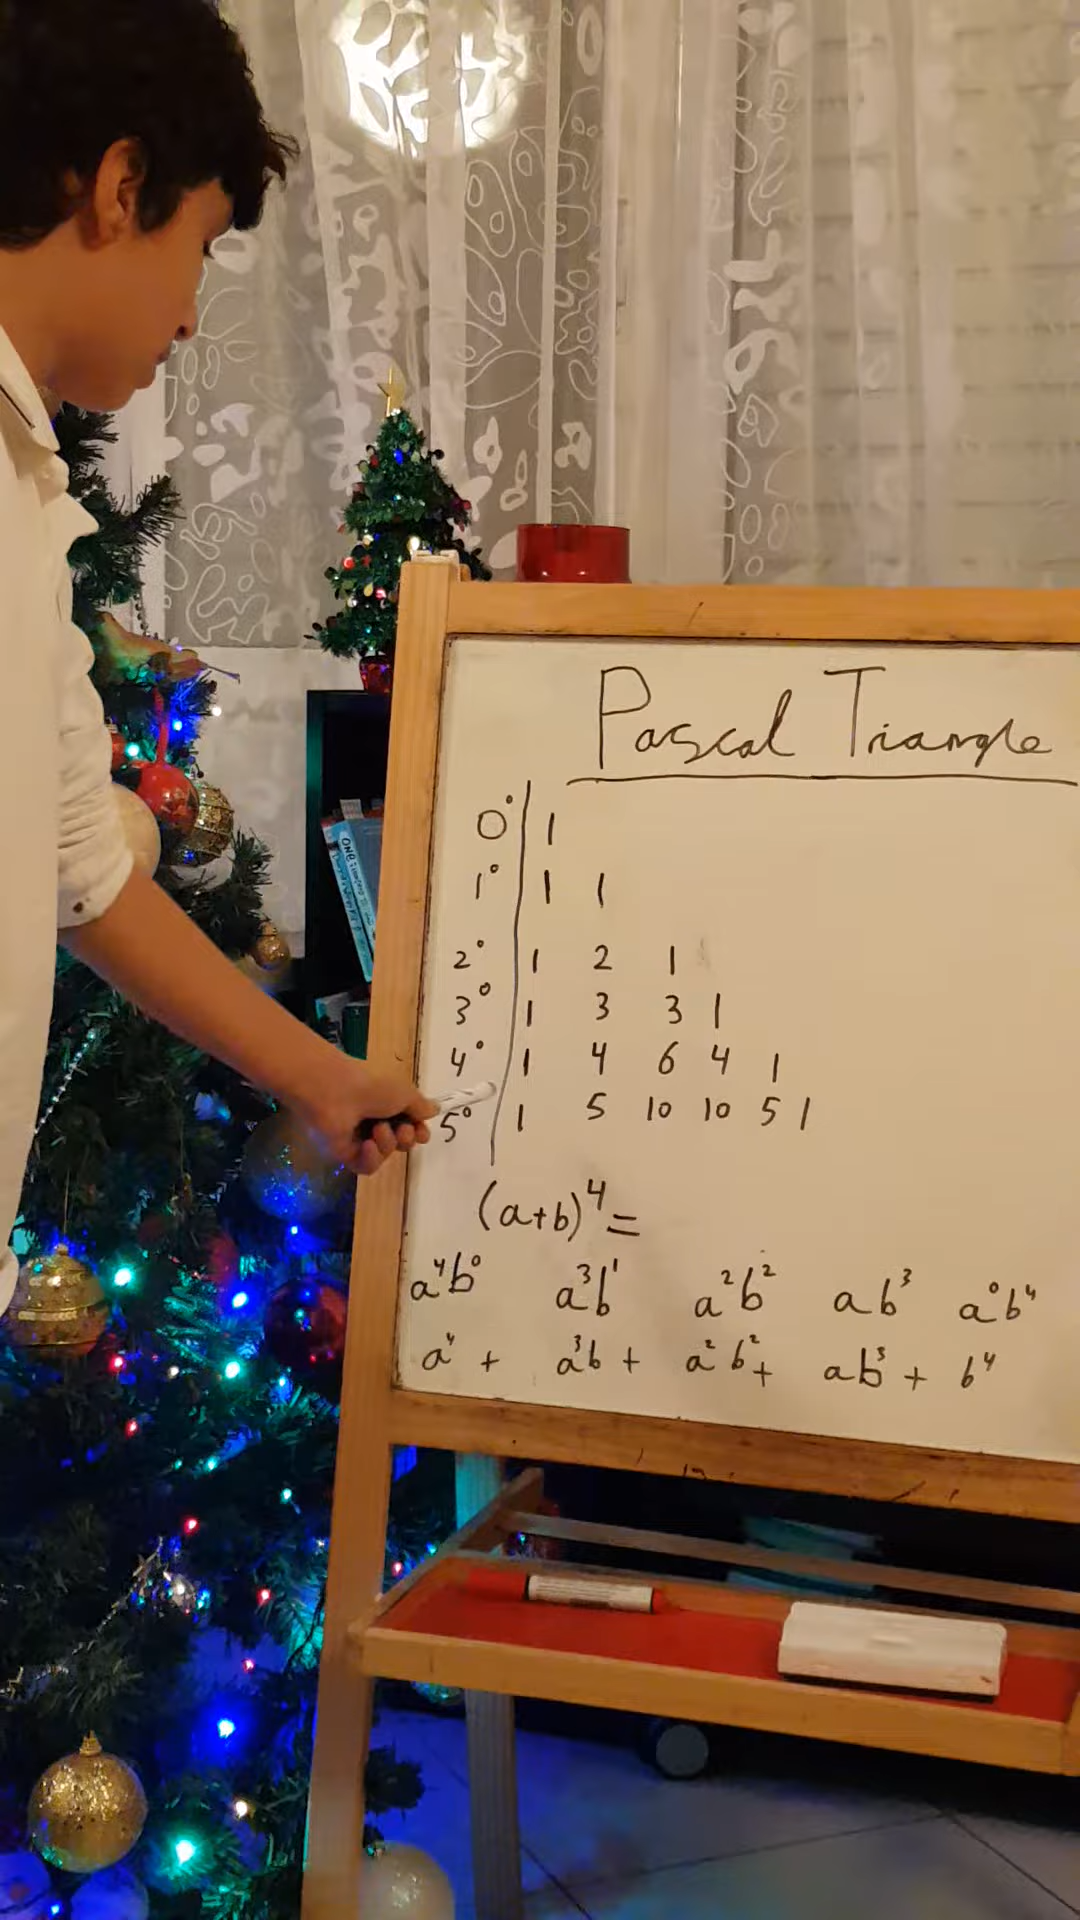 Pascal Triangle
0° 1
1° 1 1
2° 1 2 1
3° 1 3 3 1
4° 1 4 6 4 1
5° 1 5 10 10 5 1
(a+b)⁴=
a⁴b⁰ a³b¹ a²b² ab³ a⁰b⁴
a⁴ + a³b + a²b² + ab³ + b⁴